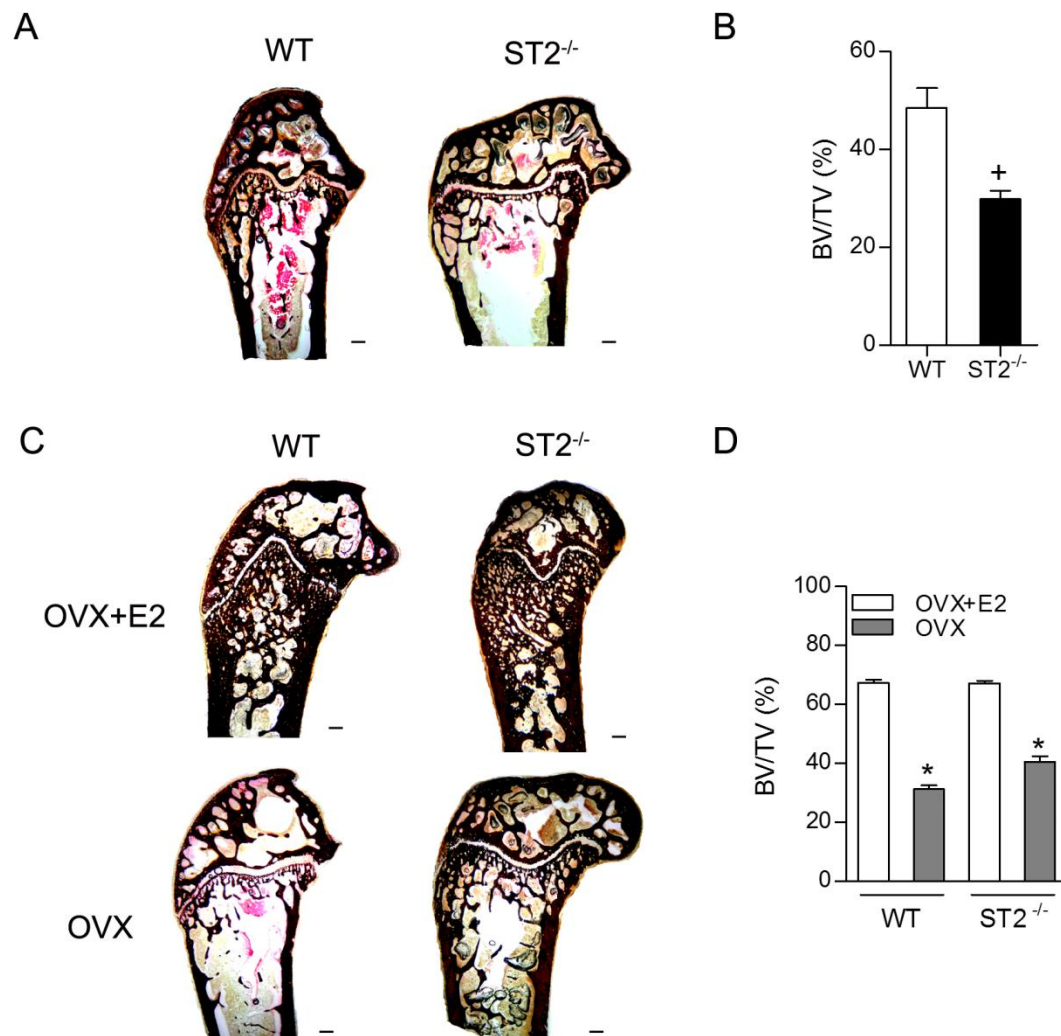 A
WT
ST2-/-
B
60
40
20
0
BV/TV (%)
+
WT
ST2-/-
C
WT
ST2-/-
OVX+E2
OVX
D
100
80
60
40
20
0
BV/TV (%)
OVX+E2
OVX
*
*
WT
ST2 -/-